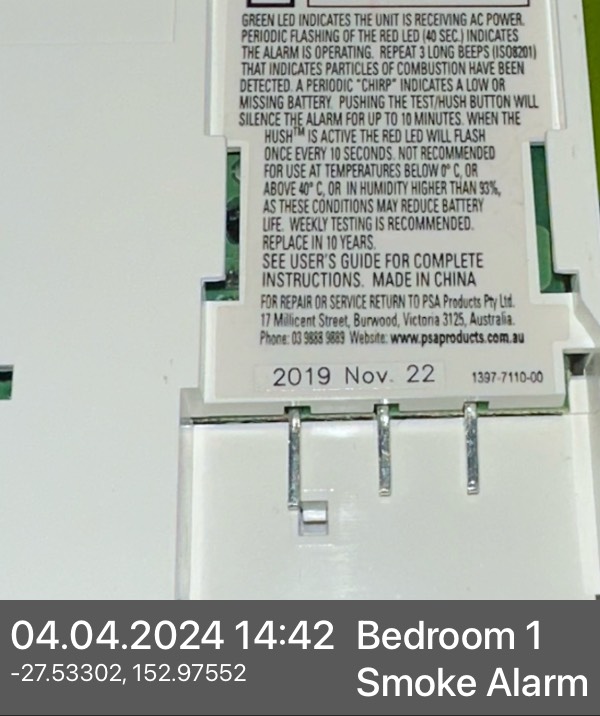 GREEN LED INDICATES THE UNIT IS RECEIVING AC POWER.
PERIODIC FLASHING OF THE RED LED (40 SEC.) INDICATES
THE ALARM IS OPERATING. REPEAT 3 LONG BEEPS (ISO8201)
THAT INDICATES PARTICLES OF COMBUSTION HAVE BEEN
DETECTED. A PERIODIC "CHIRP" INDICATES A LOW OR
MISSING BATTERY. PUSHING THE TEST/HUSH BUTTON WILL
SILENCE THE ALARM FOR UP TO 10 MINUTES. WHEN THE
HUSH™ IS ACTIVE THE RED LED WILL FLASH
ONCE EVERY 10 SECONDS. NOT RECOMMENDED
FOR USE AT TEMPERATURES BELOW 0° C, OR
ABOVE 40° C, OR IN HUMIDITY HIGHER THAN 93%,
AS THESE CONDITIONS MAY REDUCE BATTERY
LIFE. WEEKLY TESTING IS RECOMMENDED.
REPLACE IN 10 YEARS.
SEE USER'S GUIDE FOR COMPLETE
INSTRUCTIONS. MADE IN CHINA
FOR REPAIR OR SERVICE RETURN TO PSA Products Pty Ltd.
17 Millicent Street, Burwood, Victoria 3125, Australia.
Phone: 03 9888 9889 Website: www.psaproducts.com.au
2019 Nov. 22 1397-7110-00
04.04.2024 14:42 Bedroom 1
-27.53302, 152.97552
Smoke Alarm